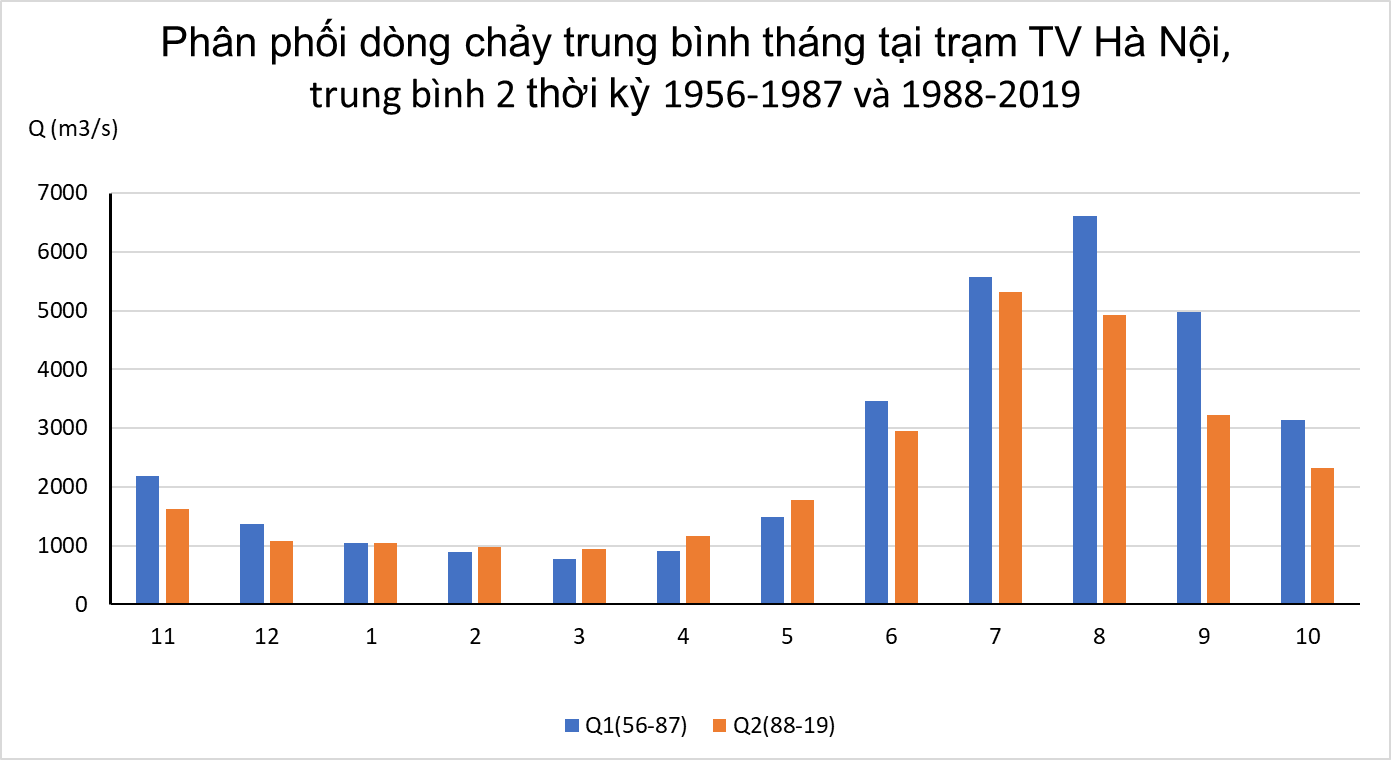 Phân phối dòng chảy trung bình tháng tại trạm TV Hà Nội,
trung bình 2 thời kỳ 1956-1987 và 1988-2019
Q (m3/s)
7000
6000
5000
4000
3000
2000
1000
0
11 12 1 2 3 4 5 6 7 8 9 10
Q1(56-87) Q2(88-19)